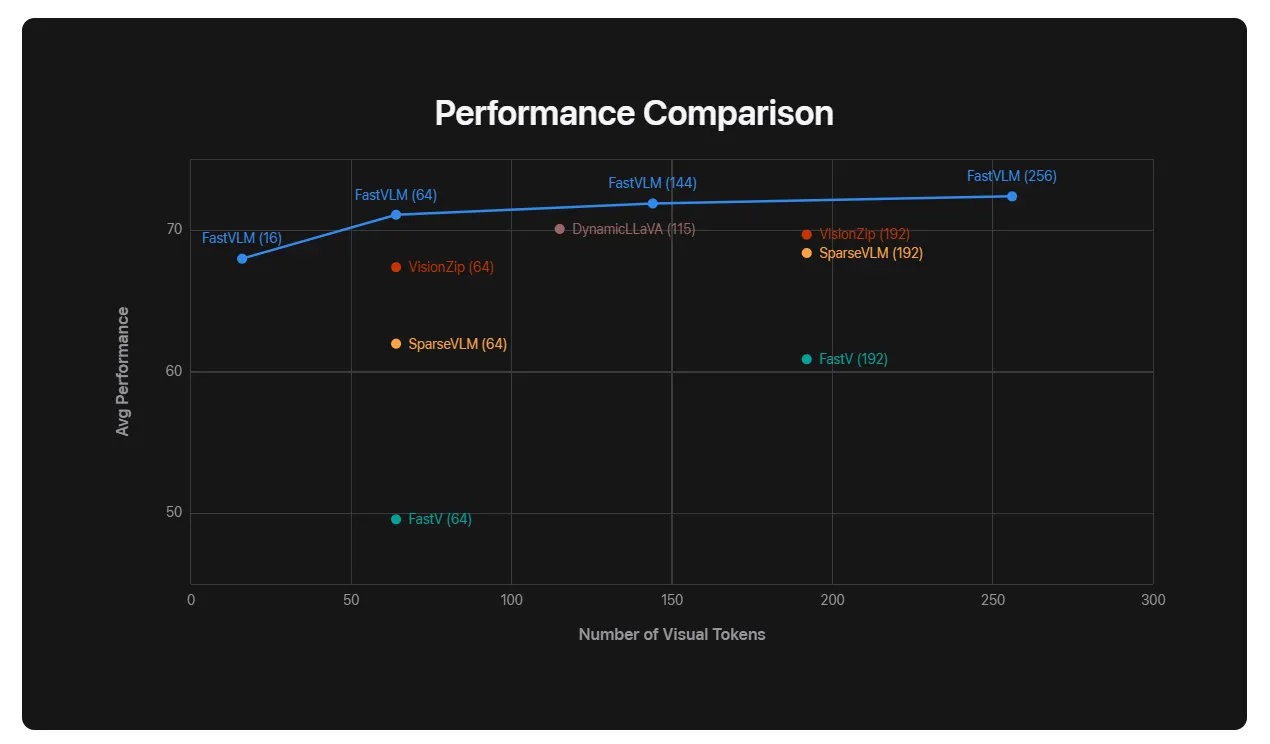 Performance Comparison
FastVLM (256)
FastVLM (144)
FastVLM (64)
70
FastVLM (16)
DynamicLLaVA (115)
VisionZip (192)
SparseVLM (192)
VisionZip (64)
SparseVLM (64)
FastV (192)
60
Avg Performance
50
FastV (64)
0
50
100
150
200
250
300
Number of Visual Tokens